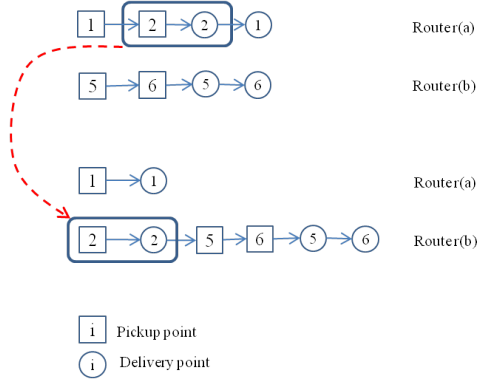 1 2 2 1 Router(a)
5 6 5 6 Router(b)
1 1 Router(a)
2 2 5 6 5 6 Router(b)
i Pickup point
i Delivery point